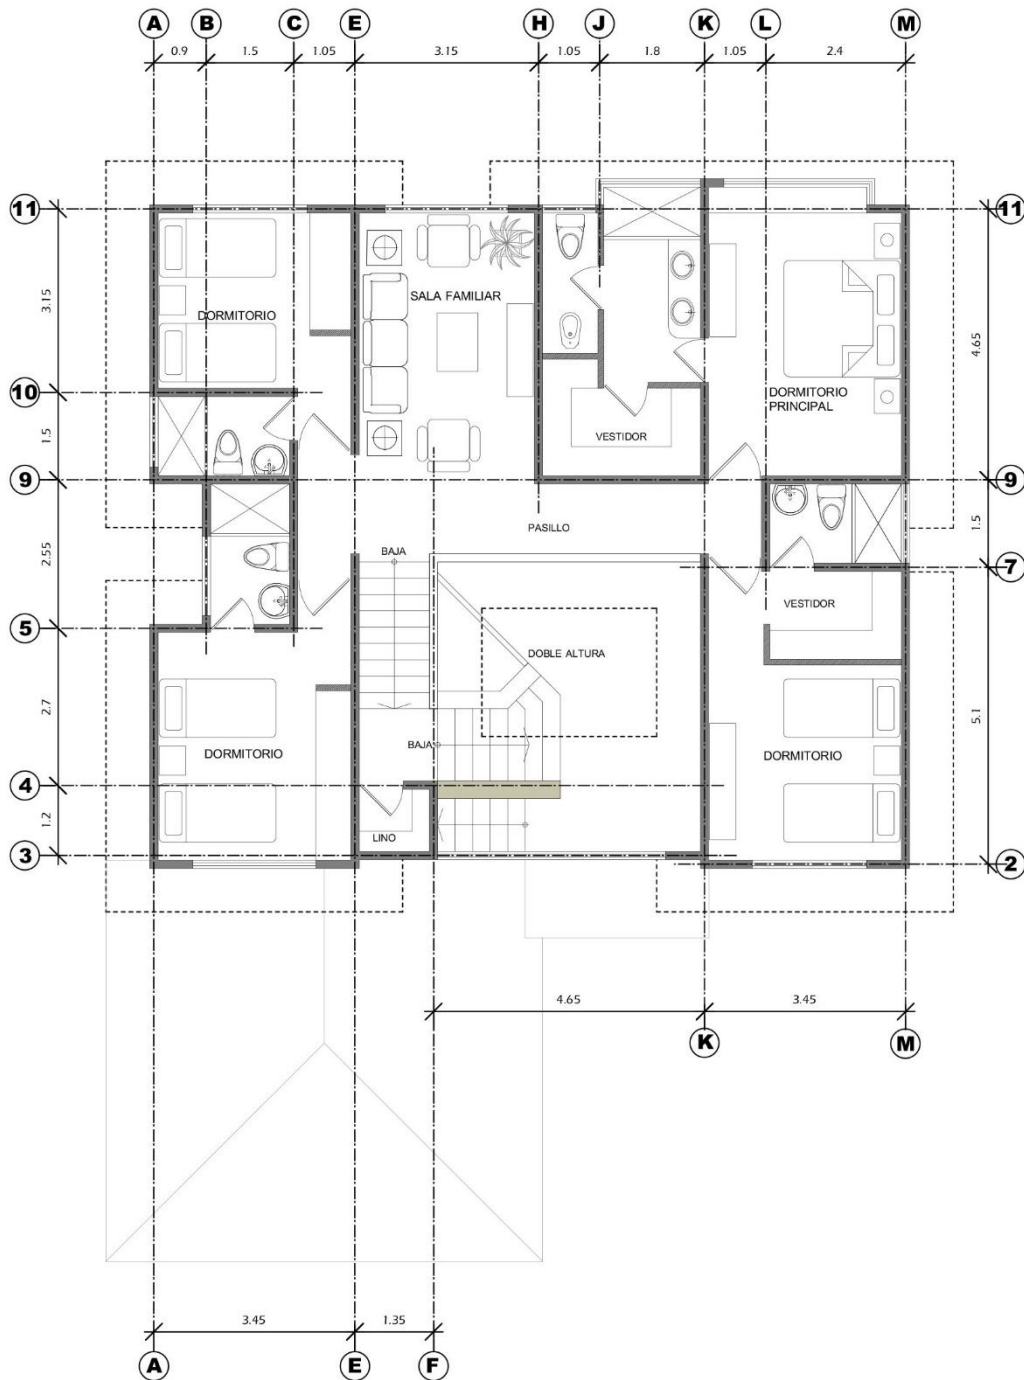 A B C E H J K L M
0.9 1.5 1.05 3.15 1.05 1.8 1.05 2.4
11 11
3.15
SALA FAMILIAR
DORMITORIO
4.65
10
DORMITORIO
PRINCIPAL
1.5
VESTIDOR
9 9
PASILLO
1.5
2.55
BAJA
7
VESTIDOR
5
DOBLE ALTURA
2.7
5.1
BAJA
DORMITORIO
DORMITORIO
4
1.2
LINO
3
2
4.65 3.45
K M
3.45 1.35
A E F